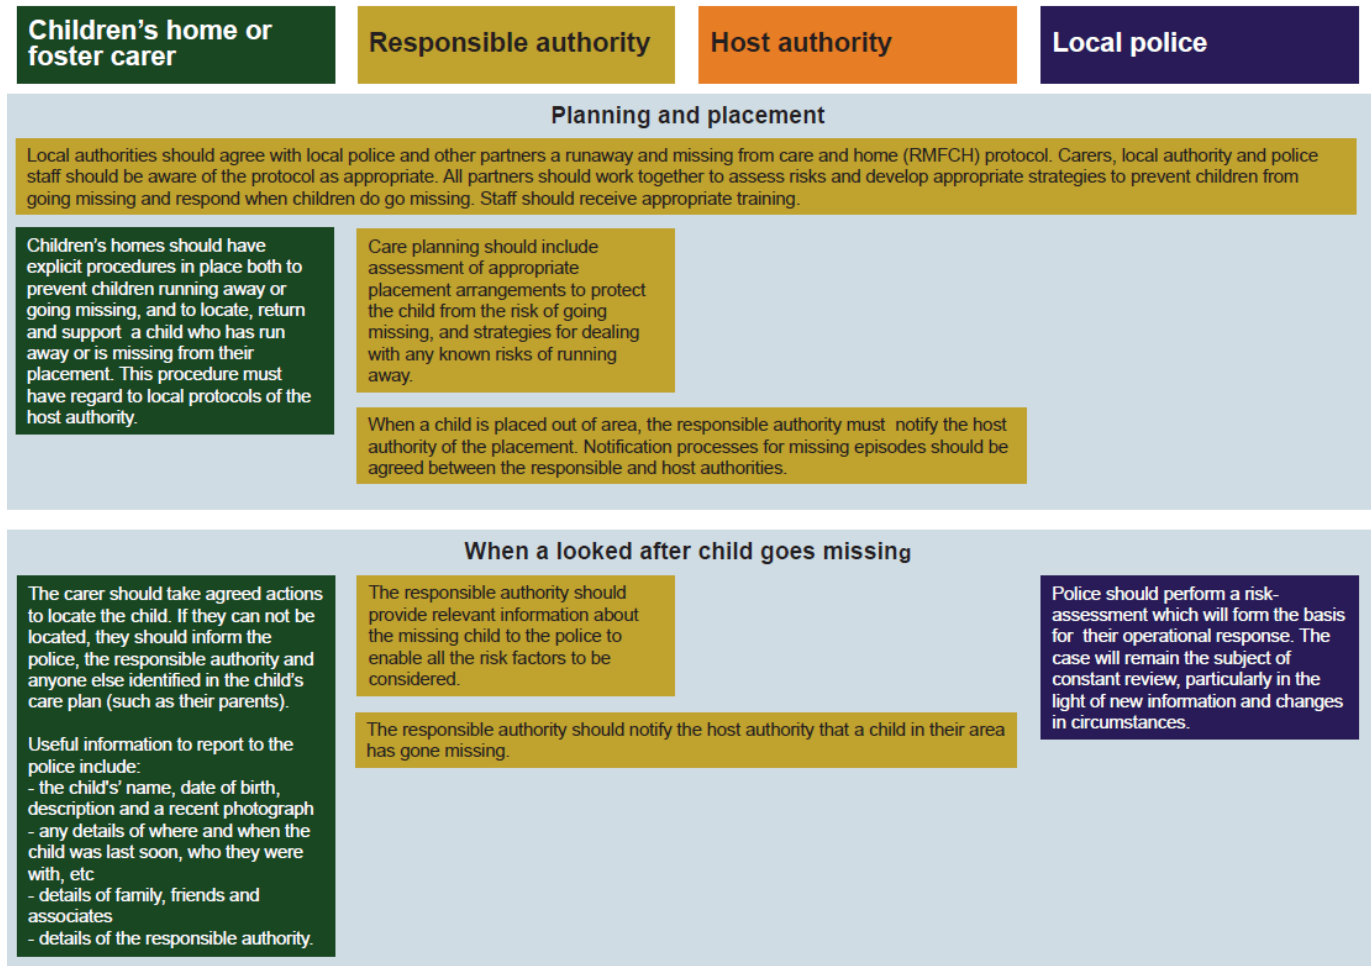 Children's home or
foster carer
Responsible authority
Host authority
Local police
Planning and placement
Local authorities should agree with local police and other partners a runaway and missing from care and home (RMFCH) protocol. Carers, local authority and police
staff should be aware of the protocol as appropriate. All partners should work together to assess risks and develop appropriate strategies to prevent children from
going missing and respond when children do go missing. Staff should receive appropriate training.
Children's homes should have
explicit procedures in place both to
prevent children running away or
going missing, and to locate, return
and support a child who has run
away or is missing from their
placement. This procedure must
have regard to local protocols of the
host authority.
Care planning should include
assessment of appropriate
placement arrangements to protect
the child from the risk of going
missing, and strategies for dealing
with any known risks of running
away.
When a child is placed out of area, the responsible authority must notify the host
authority of the placement. Notification processes for missing episodes should be
agreed between the responsible and host authorities.
When a looked after child goes missing
The carer should take agreed actions
to locate the child. If they can not be
located, they should inform the
police, the responsible authority and
anyone else identified in the child's
care plan (such as their parents).
Useful information to report to the
police include:
- the child's' name, date of birth,
description and a recent photograph
- any details of where and when the
child was last soon, who they were
with, etc
- details of family, friends and
associates
- details of the responsible authority.
The responsible authority should
provide relevant information about
the missing child to the police to
enable all the risk factors to be
considered.
The responsible authority should notify the host authority that a child in their area
has gone missing.
Police should perform a risk-
assessment which will form the basis
for their operational response. The
case will remain the subject of
constant review, particularly in the
light of new information and changes
in circumstances.